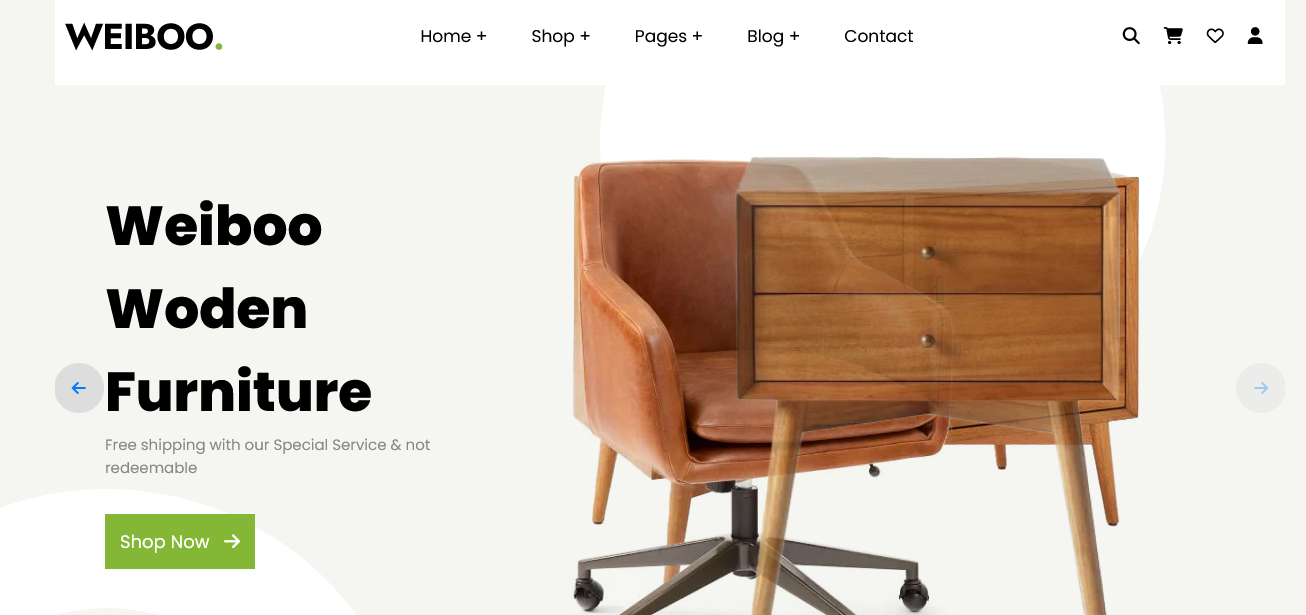 WEIBOO.
Home +
Shop +
Pages +
Blog +
Contact
Weiboo
Woden
Furniture
Free shipping with our Special Service & not
redeemable
Shop Now